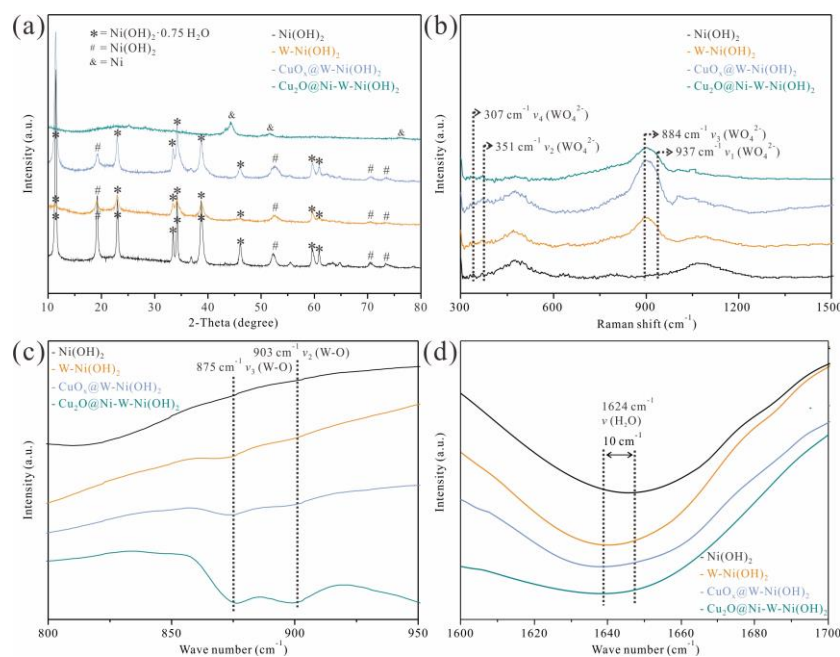 (a)
*= Ni(OH)₂·0.75 H₂O
# = Ni(OH)₂
& = Ni
- Ni(OH)₂
- W-Ni(OH)₂
- CuOₓ@W-Ni(OH)₂
- Cu₂O@Ni-W-Ni(OH)₂
& & &
* * # * * * * * # * * # #
* # * * * * * # * * # #
* # * * * * * # * * # #
Intensity (a.u.)
10 20 30 40 50 60 70 80
2-Theta (degree)
(b)
- Ni(OH)₂
- W-Ni(OH)₂
- CuOₓ@W-Ni(OH)₂
- Cu₂O@Ni-W-Ni(OH)₂
307 cm⁻¹ v₄ (WO₄²⁻)
351 cm⁻¹ v₂ (WO₄²⁻)
884 cm⁻¹ v₃ (WO₄²⁻)
937 cm⁻¹ v₁ (WO₄²⁻)
Intensity (a.u.)
300 600 900 1200 1500
Raman shift (cm⁻¹)
(c)
- Ni(OH)₂
- W-Ni(OH)₂
- CuOₓ@W-Ni(OH)₂
- Cu₂O@Ni-W-Ni(OH)₂
903 cm⁻¹ v₂ (W-O)
875 cm⁻¹ v₃ (W-O)
Intensity (a.u.)
800 850 900 950
Wave number (cm⁻¹)
(d)
1624 cm⁻¹
v (H₂O)
10 cm⁻¹
- Ni(OH)₂
- W-Ni(OH)₂
- CuOₓ@W-Ni(OH)₂
- Cu₂O@Ni-W-Ni(OH)₂
Intensity (a.u.)
1600 1620 1640 1660 1680 1700
Wave number (cm⁻¹)